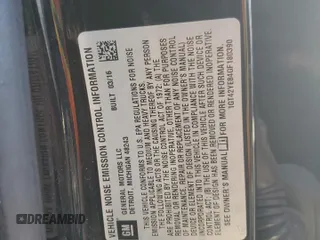 VEHICLE NOISE EMISSION CONTROL INFORMATION
GM GENERAL MOTORS LLC BUILT 03/16
DETROIT, MICHIGAN 48243
THIS VEHICLE CONFORMS TO U.S. EPA REGULATIONS FOR NOISE
EMISSION APPLICABLE TO MEDIUM AND HEAVY TRUCKS.
THE FOLLOWING ACTS OR THE CAUSING THEREOF BY ANY PERSON
ARE PROHIBITED BY THE NOISE CONTROL ACT OF 1972: (A) THE
REMOVAL OR RENDERING INOPERATIVE, OTHER THAN FOR PURPOSES
OF MAINTENANCE, REPAIR, OR REPLACEMENT OF ANY NOISE CONTROL
DEVICE OR ELEMENT OF DESIGN (LISTED IN THE OWNER'S MANUAL)
INCORPORATED INTO THIS VEHICLE IN COMPLIANCE WITH THE NOISE
CONTROL ACT; (B) THE USE OF THIS VEHICLE AFTER SUCH DEVICE OR
ELEMENT OF DESIGN HAS BEEN REMOVED OR RENDERED INOPERATIVE.
SEE OWNER'S MANUAL